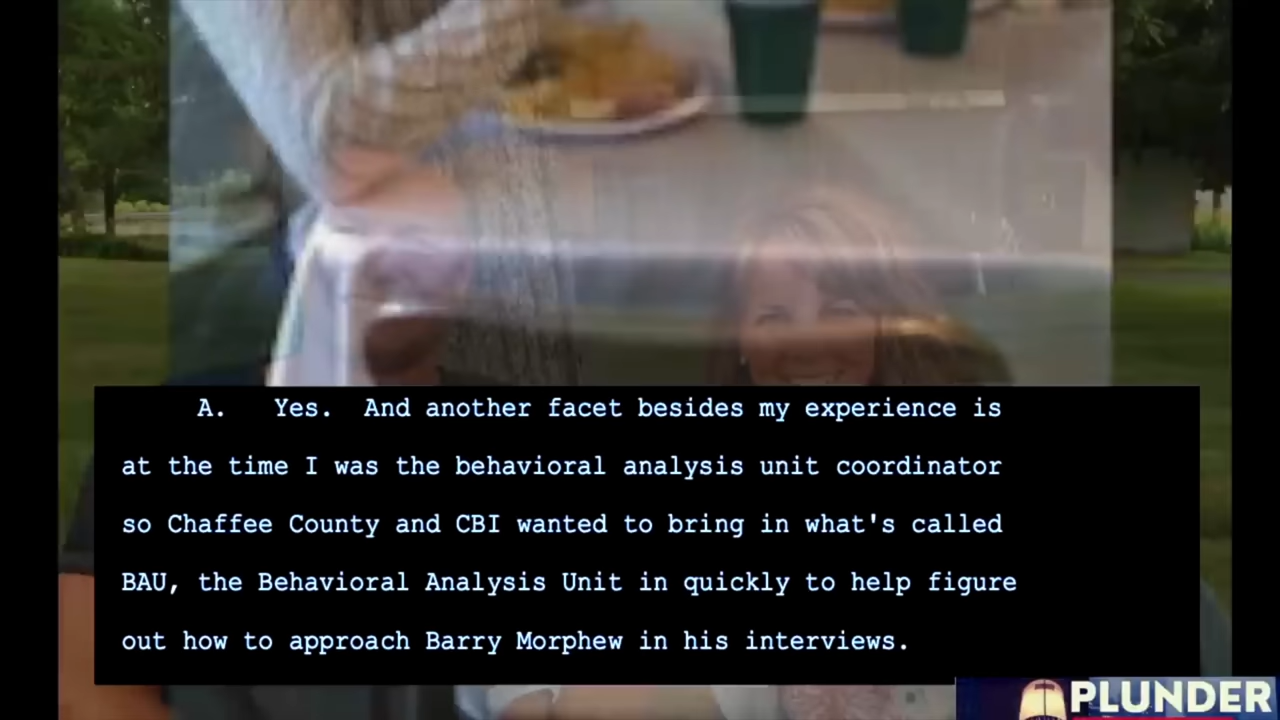 A. Yes. And another facet besides my experience is
at the time I was the behavioral analysis unit coordinator
so Chaffee County and CBI wanted to bring in what's called
BAU, the Behavioral Analysis Unit in quickly to help figure
out how to approach Barry Morphew in his interviews.
PLUNDER